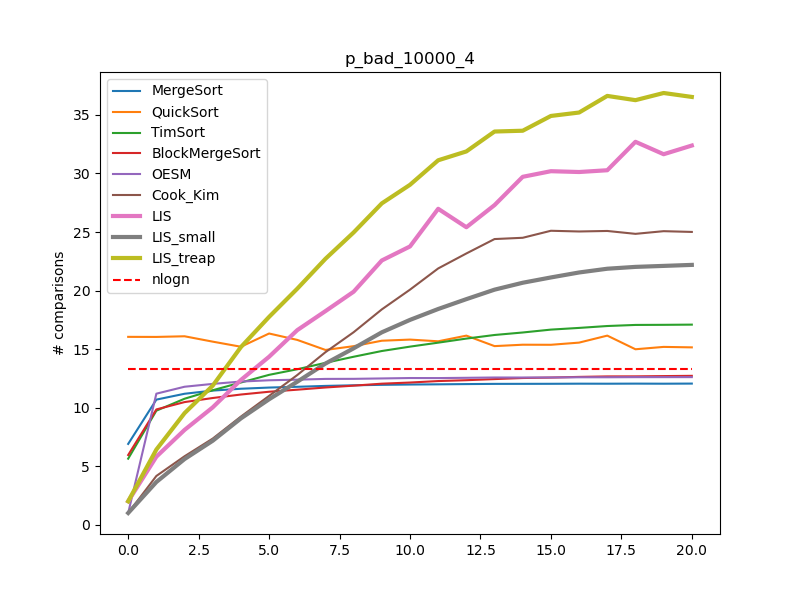 p_bad_10000_4
MergeSort
QuickSort
TimSort
BlockMergeSort
OESM
Cook_Kim
LIS
LIS_small
LIS_treap
nlogn
# comparisons
35
30
25
20
15
10
5
0
0.0 2.5 5.0 7.5 10.0 12.5 15.0 17.5 20.0